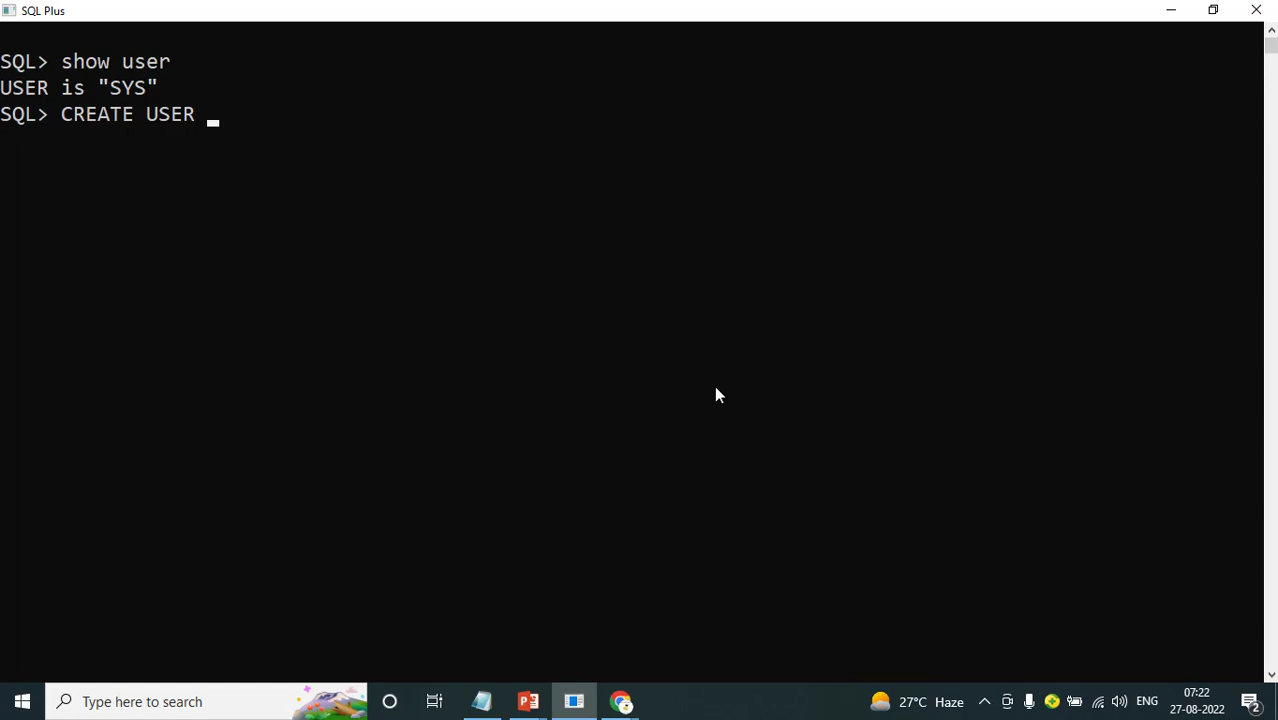 SQL Plus
SQL> show user
USER is "SYS"
SQL> CREATE USER
Type here to search
27°C Haze
ENG
07:22
27-08-2022
2